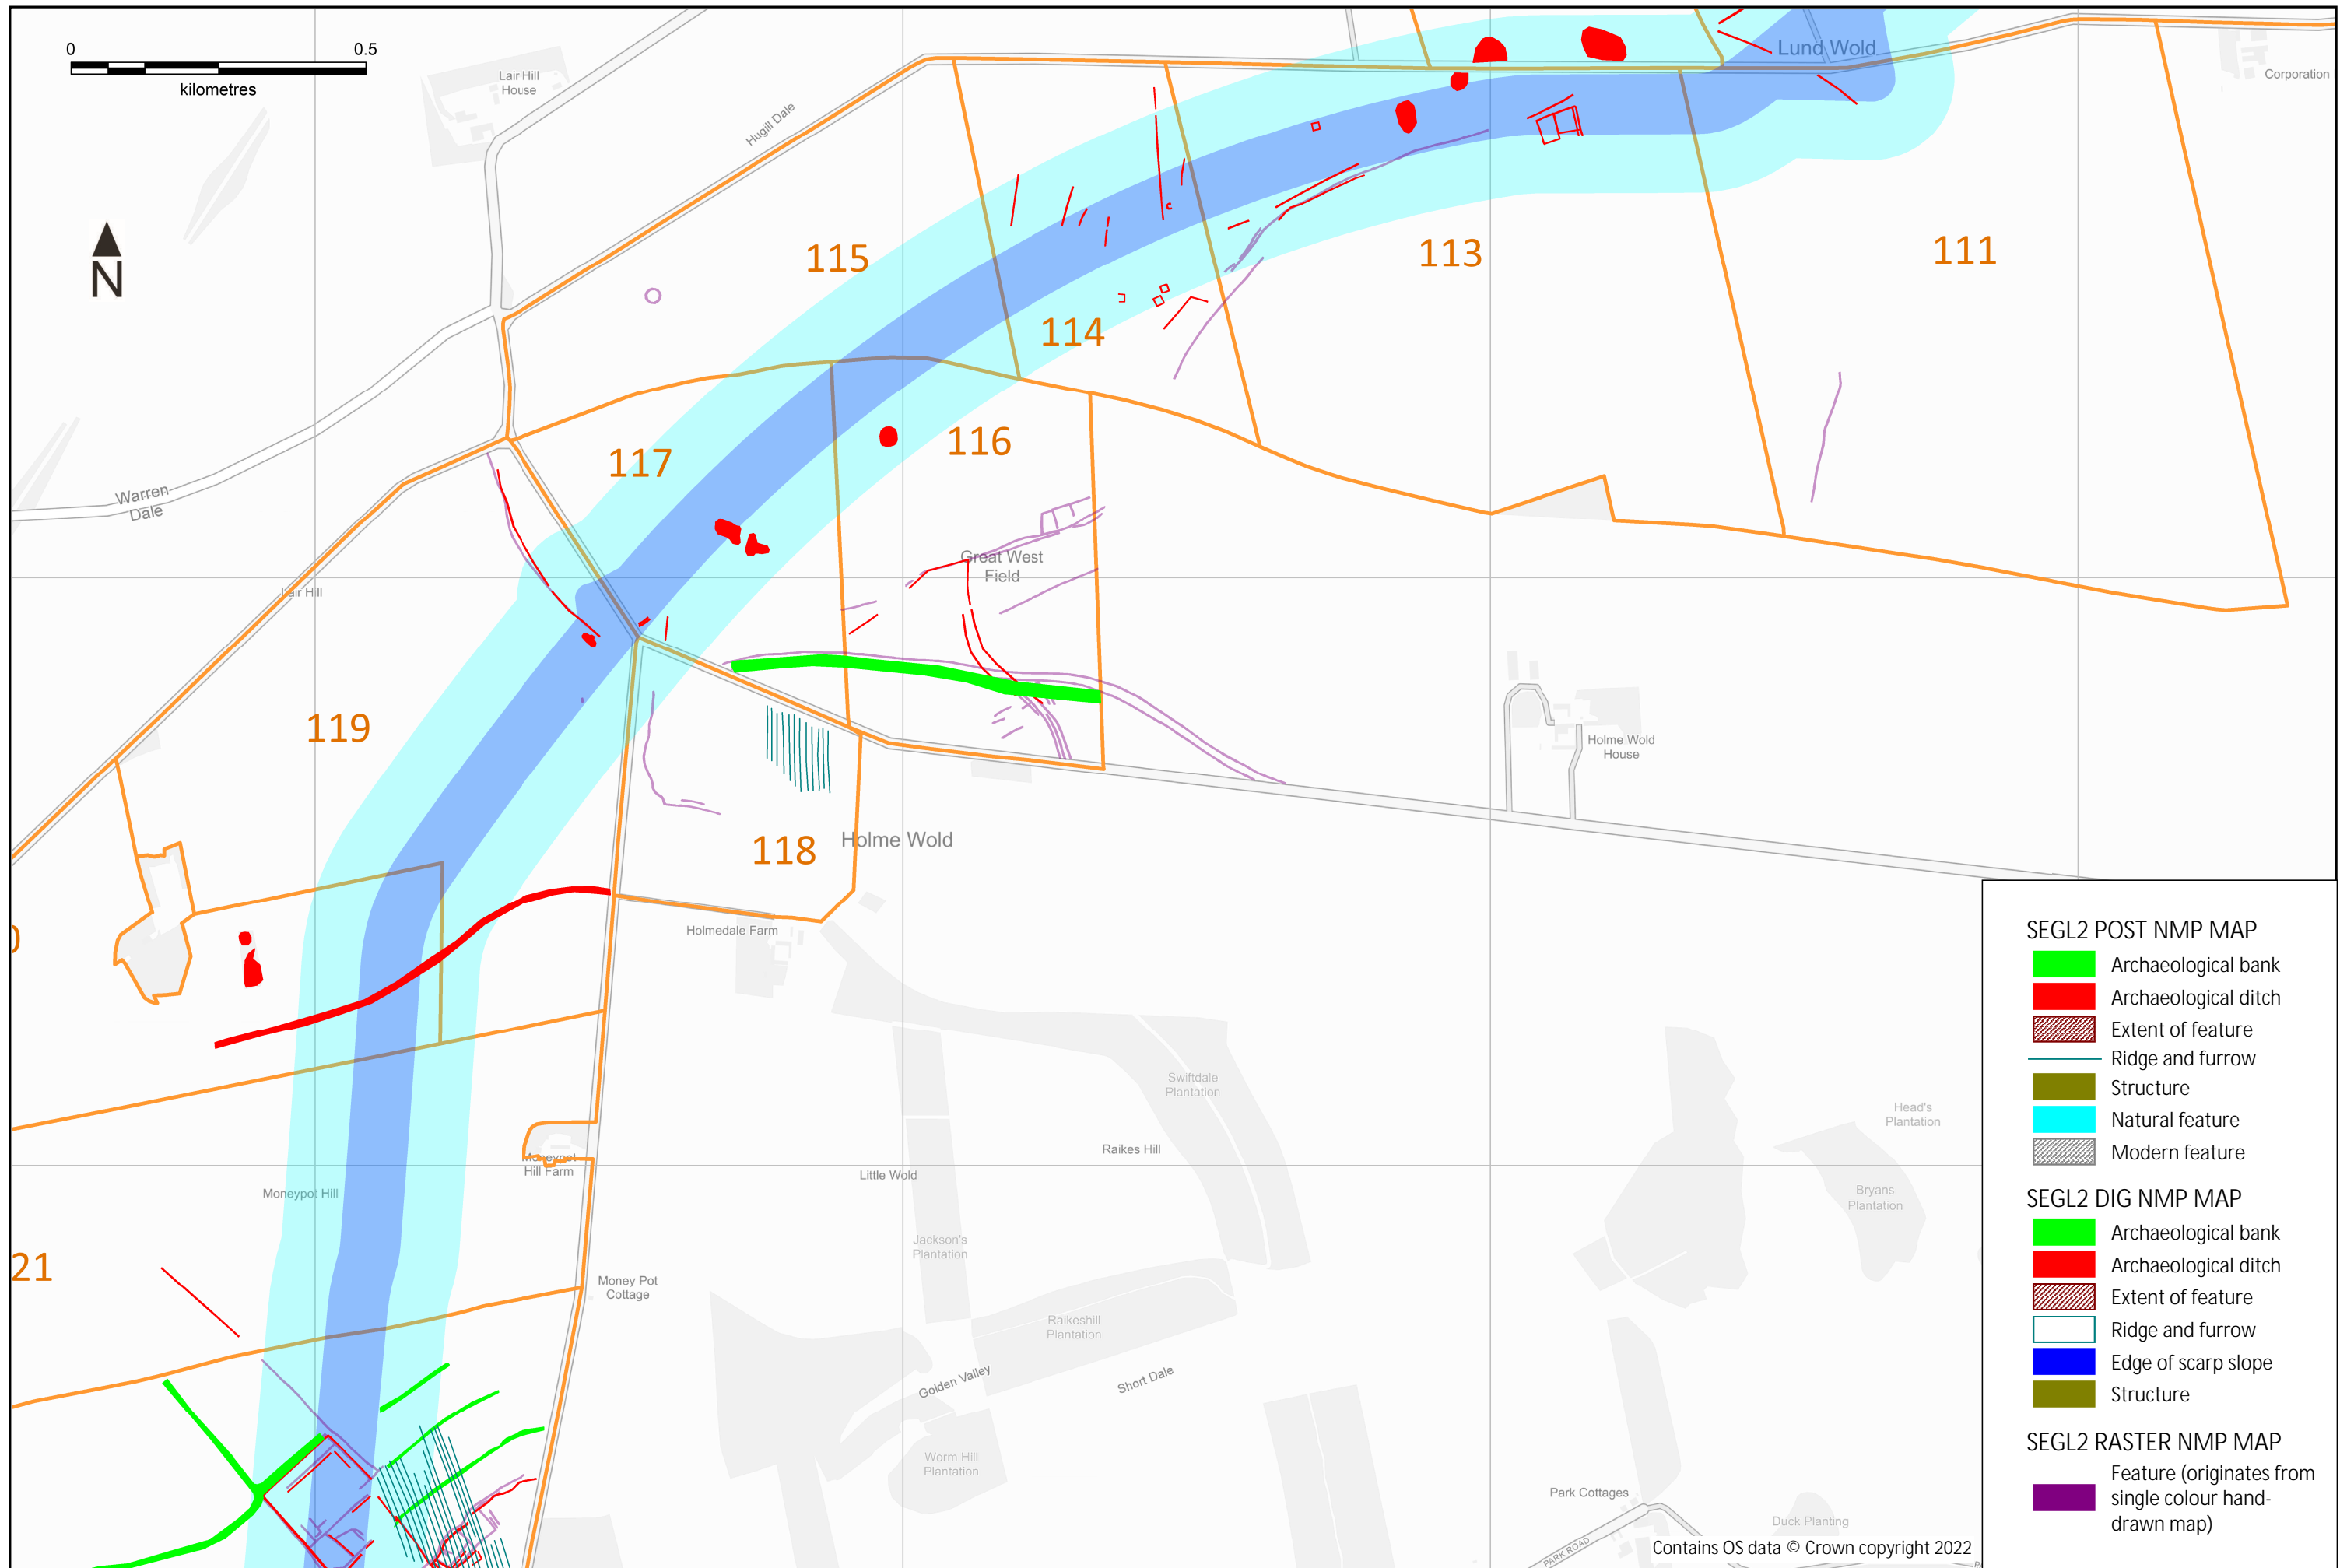 0 0.5
kilometres
Lair Hill
House
Lund Wold
Corporation
Hugill Dale
N
115
113
111
114
117
116
Warren
Dale
Great West
Field
Lair Hill
119
Holme Wold
House
118
Holme Wold
Holmedale Farm
0
Swiftdale
Plantation
Head's
Plantation
Moneypot
Hill Farm
Raikes Hill
Little Wold
Moneypot Hill
Bryans
Plantation
Jackson's
Plantation
21
Money Pot
Cottage
Raikeshill
Plantation
Golden Valley
Short Dale
Worm Hill
Plantation
Park Cottages
Duck Planting
PARK ROAD
Contains OS data © Crown copyright 2022
SEGL2 POST NMP MAP
Archaeological bank
Archaeological ditch
Extent of feature
Ridge and furrow
Structure
Natural feature
Modern feature
SEGL2 DIG NMP MAP
Archaeological bank
Archaeological ditch
Extent of feature
Ridge and furrow
Edge of scarp slope
Structure
SEGL2 RASTER NMP MAP
Feature (originates from
single colour hand-
drawn map)